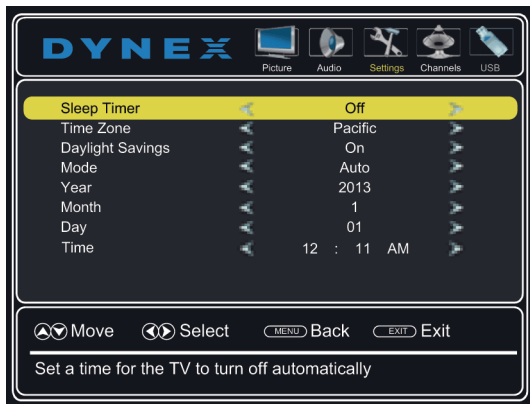 DYNEX
Picture Audio Settings Channels USB
Sleep Timer Off
Time Zone Pacific
Daylight Savings On
Mode Auto
Year 2013
Month 1
Day 01
Time 12 : 11 AM
Move Select MENU Back EXIT Exit
Set a time for the TV to turn off automatically